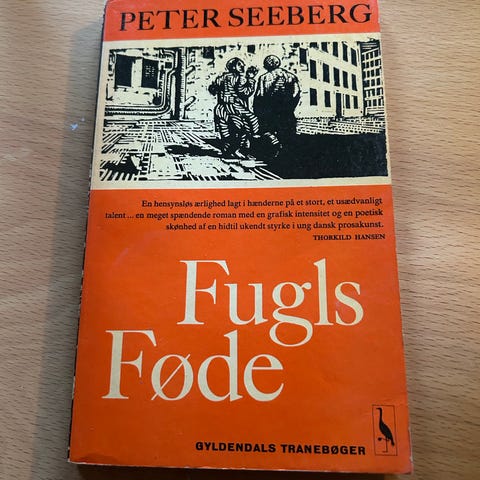 PETER SEEBERG
En hensynsløs ærlighed lagt i hænderne på et stort, et usædvanligt
talent ... en meget spændende roman med en grafisk intensitet og en poetisk
skønhed af en hidtil ukendt styrke i ung dansk prosakunst.
THORKILD HANSEN
Fugls
Føde
GYLDENDALS TRANEBØGER